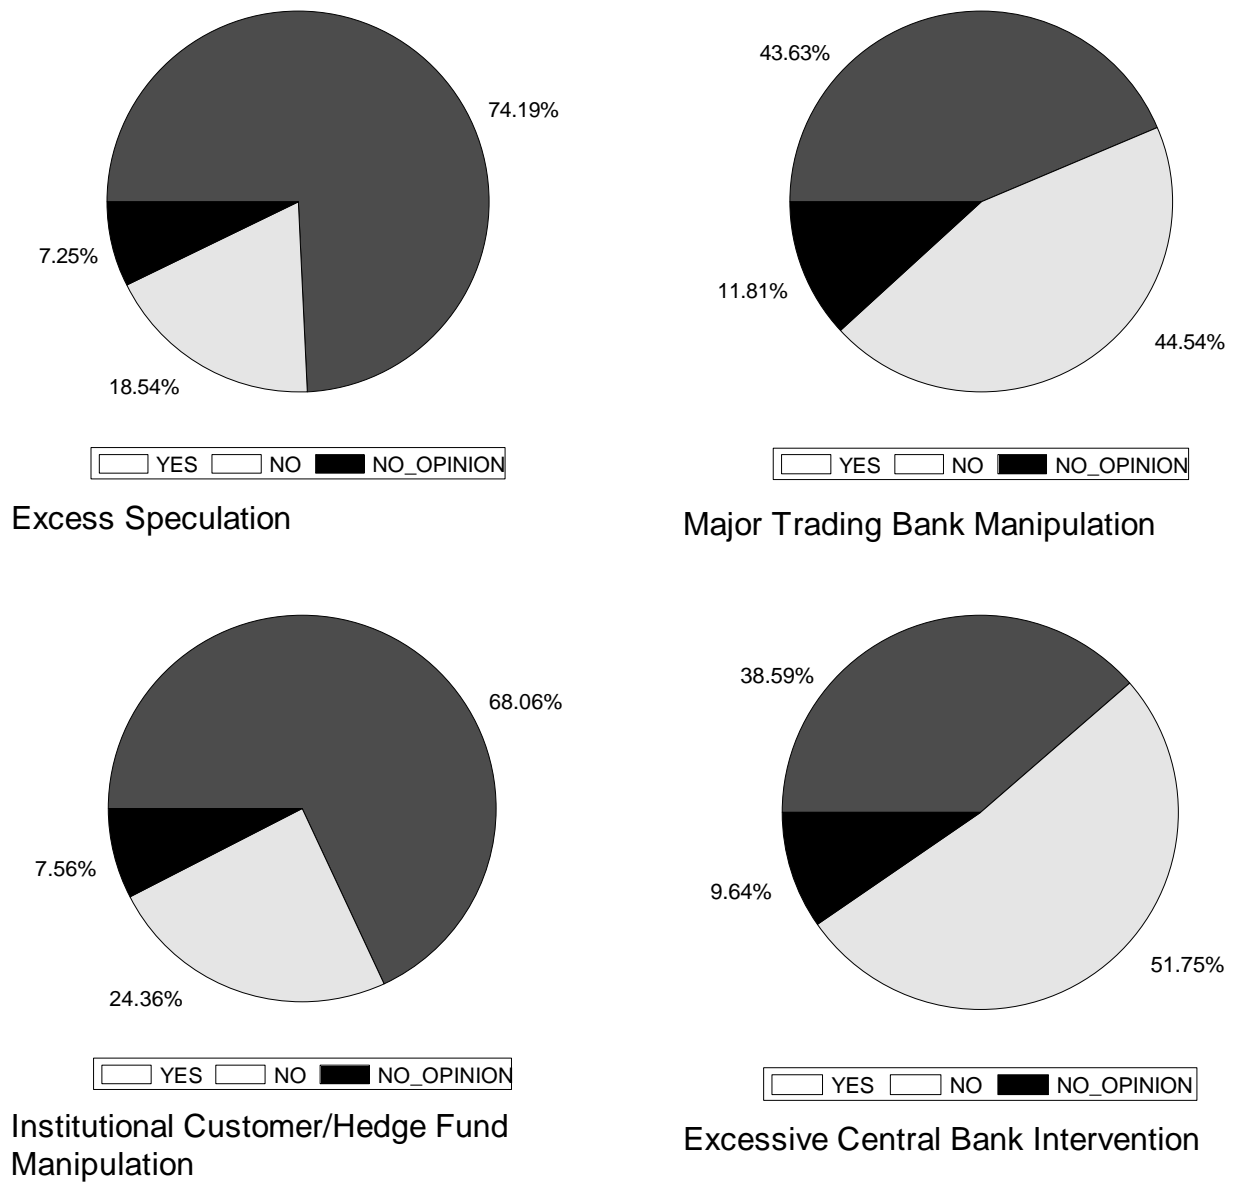 74.19%
7.25%
18.54%
YES NO NO_OPINION
Excess Speculation
43.63%
11.81%
44.54%
YES NO NO_OPINION
Major Trading Bank Manipulation
68.06%
7.56%
24.36%
YES NO NO_OPINION
Institutional Customer/Hedge Fund
Manipulation
38.59%
9.64%
51.75%
YES NO NO_OPINION
Excessive Central Bank Intervention